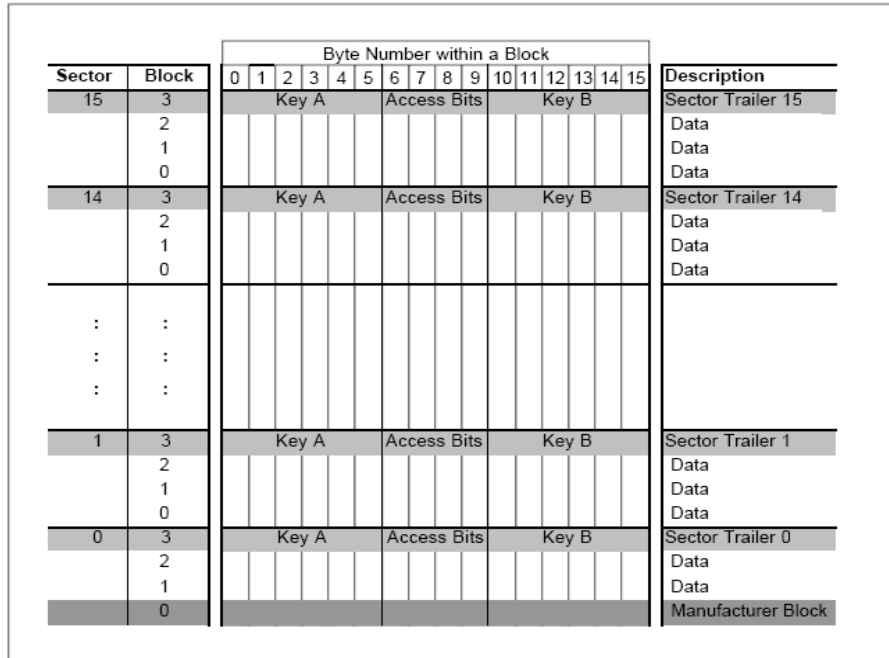 Byte Number within a Block
Sector Block 0 1 2 3 4 5 6 7 8 9 10 11 12 13 14 15 Description
15 3 Key A Access Bits Key B Sector Trailer 15
2 Data
1 Data
0 Data
14 3 Key A Access Bits Key B Sector Trailer 14
2 Data
1 Data
0 Data
: :
: :
: :
1 3 Key A Access Bits Key B Sector Trailer 1
2 Data
1 Data
0 Data
0 3 Key A Access Bits Key B Sector Trailer 0
2 Data
1 Data
0 Manufacturer Block